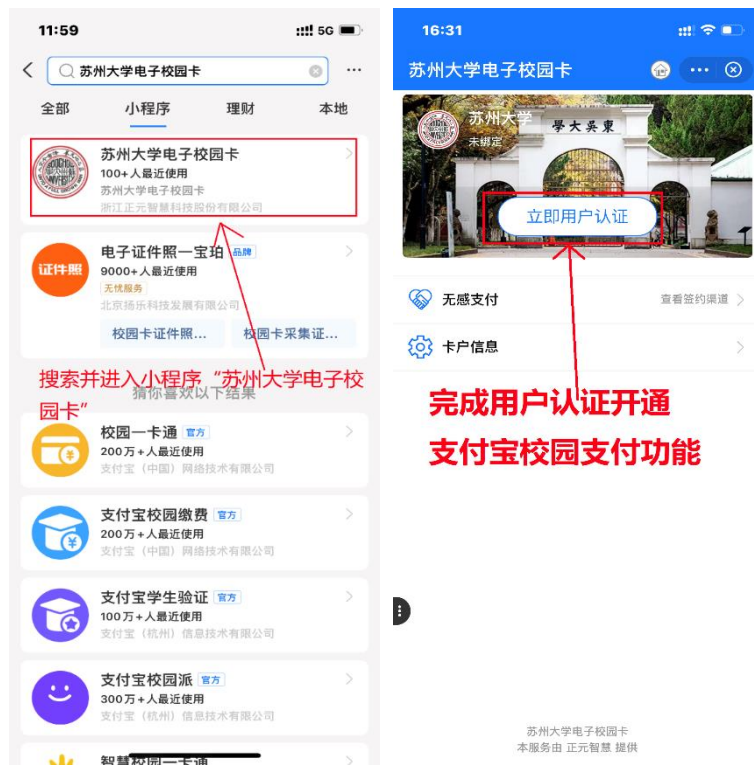 11:59
5G
苏州大学电子校园卡
全部
小程序
理财
本地
苏州大学电子校园卡
100+人最近使用
苏州大学电子校园卡
浙江正元智慧科技股份有限公司
证件照
电子证件照一宝珀 品牌
9000+人最近使用
无忧服务
北京扬乐科技发展有限公司
校园卡证件照...
校园卡采集证...
搜索并进入小程序“苏州大学电子校
园卡”
猜你喜欢以下结果
校园一卡通 官方
200万+人最近使用
支付宝（中国）网络技术有限公司
支付宝校园缴费 官方
200万+人最近使用
支付宝（中国）网络技术有限公司
支付宝学生验证 官方
100万+人最近使用
支付宝（杭州）信息技术有限公司
支付宝校园派 官方
300万+人最近使用
支付宝（杭州）信息技术有限公司
智慧校园一卡通
16:31
苏州大学电子校园卡
苏州大学
未绑定
學大吳東
立即用户认证
无感支付
查看签约渠道
卡户信息
完成用户认证开通
支付宝校园支付功能
苏州大学电子校园卡
本服务由 正元智慧 提供